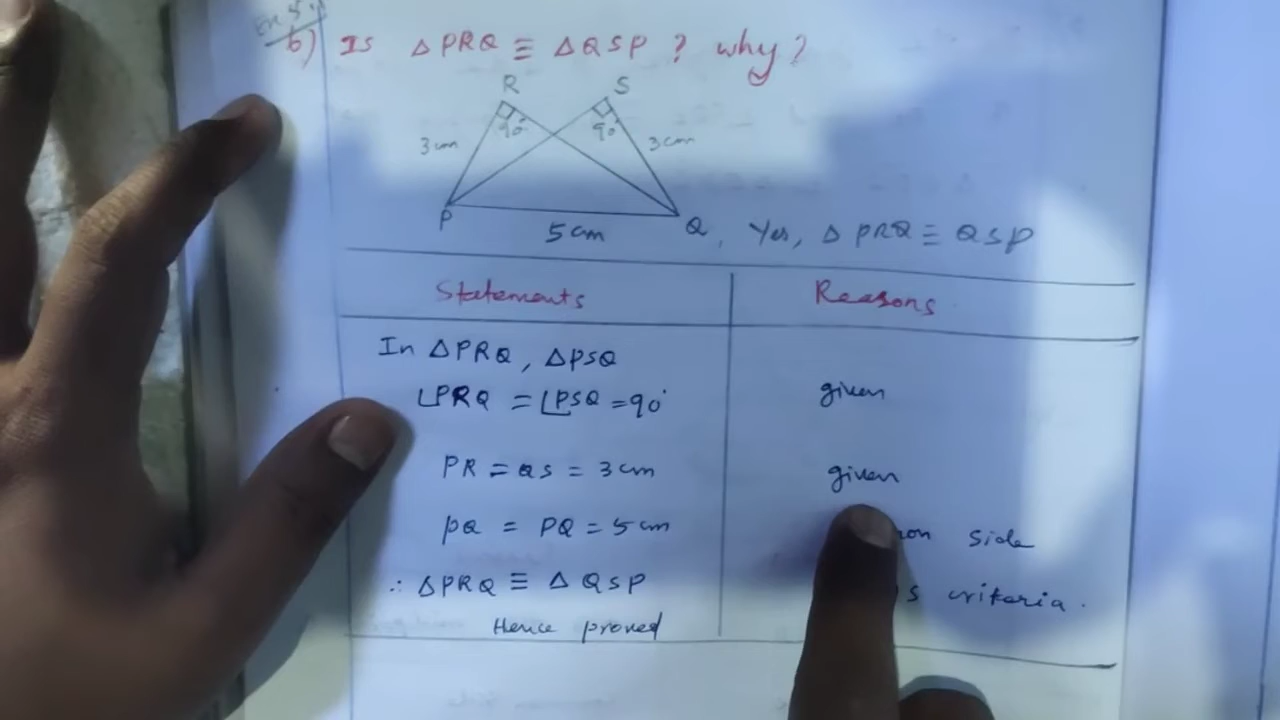 b) Is △PRQ ≡ △QSP ? why?
R S
3cm 90° 90° 3cm
P 5cm Q, Yes, △PRQ ≡ QSP
Statements Reasons
In △PRQ, △PSQ
∠PRQ = ∠PSQ = 90° given
PR = QS = 3cm given
PQ = PQ = 5cm side
∴ △PRQ ≡ △QSP criteria.
Hence proved